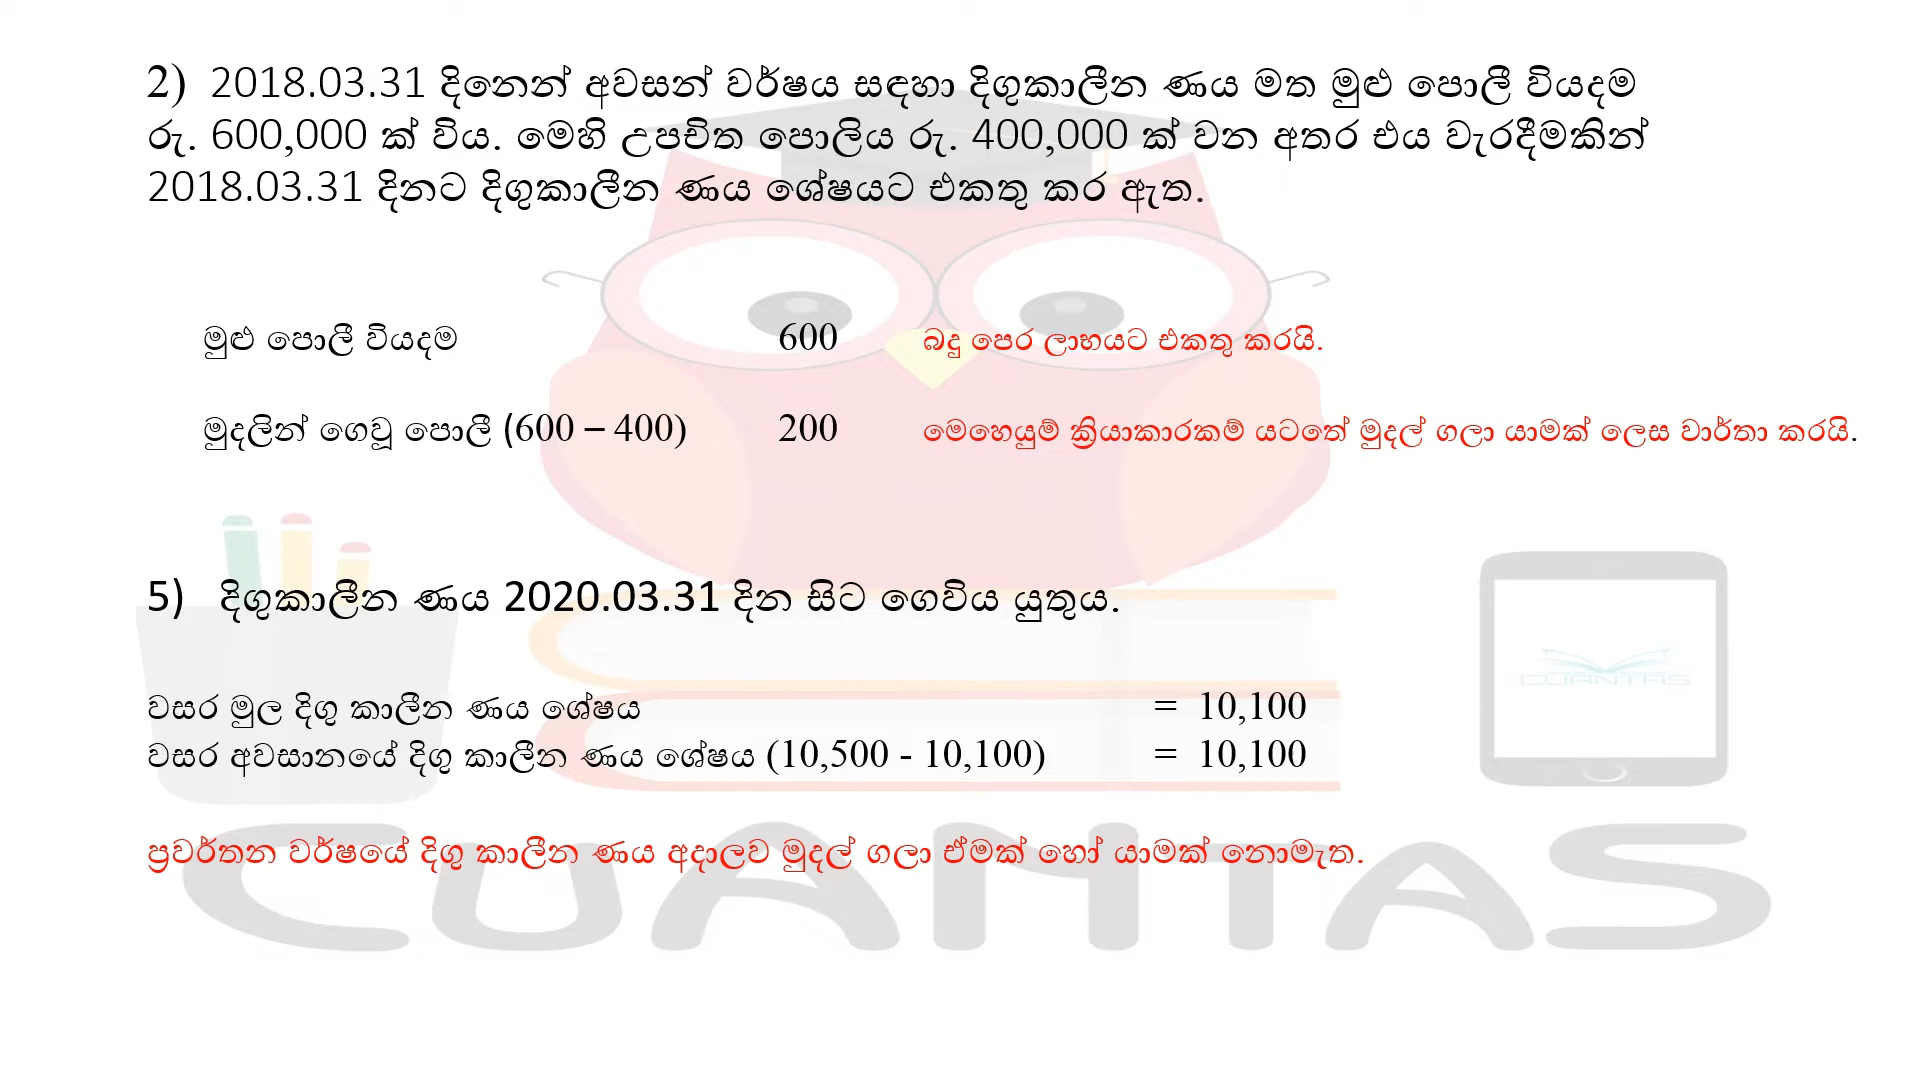 2) 2018.03.31 දිනෙන් අවසන් වර්ෂය සඳහා දිගුකාලීන ණය මත මුළු පොලී වියදම
රු. 600,000 ක් විය. මෙහි උපචිත පොලිය රු. 400,000 ක් වන අතර එය වැරදීමකින්
2018.03.31 දිනට දිගුකාලීන ණය ශේෂයට එකතු කර ඇත.
මුළු පොලී වියදම 600 බදු පෙර ලාභයට එකතු කරයි.
මුදලින් ගෙවූ පොලී (600 – 400) 200 මෙහෙයුම් ක්‍රියාකාරකම් යටතේ මුදල් ගලා යාමක් ලෙස වාර්තා කරයි.
5) දිගුකාලීන ණය 2020.03.31 දින සිට ගෙවිය යුතුය.
CUANTAS
වසර මුල දිගු කාලීන ණය ශේෂය = 10,100
වසර අවසානයේ දිගු කාලීන ණය ශේෂය (10,500 - 10,100) = 10,100
ප්‍රවර්තන වර්ෂයේ දිගු කාලීන ණය අදාලව මුදල් ගලා ඒමක් හෝ යාමක් නොමැත.
CUANTAS